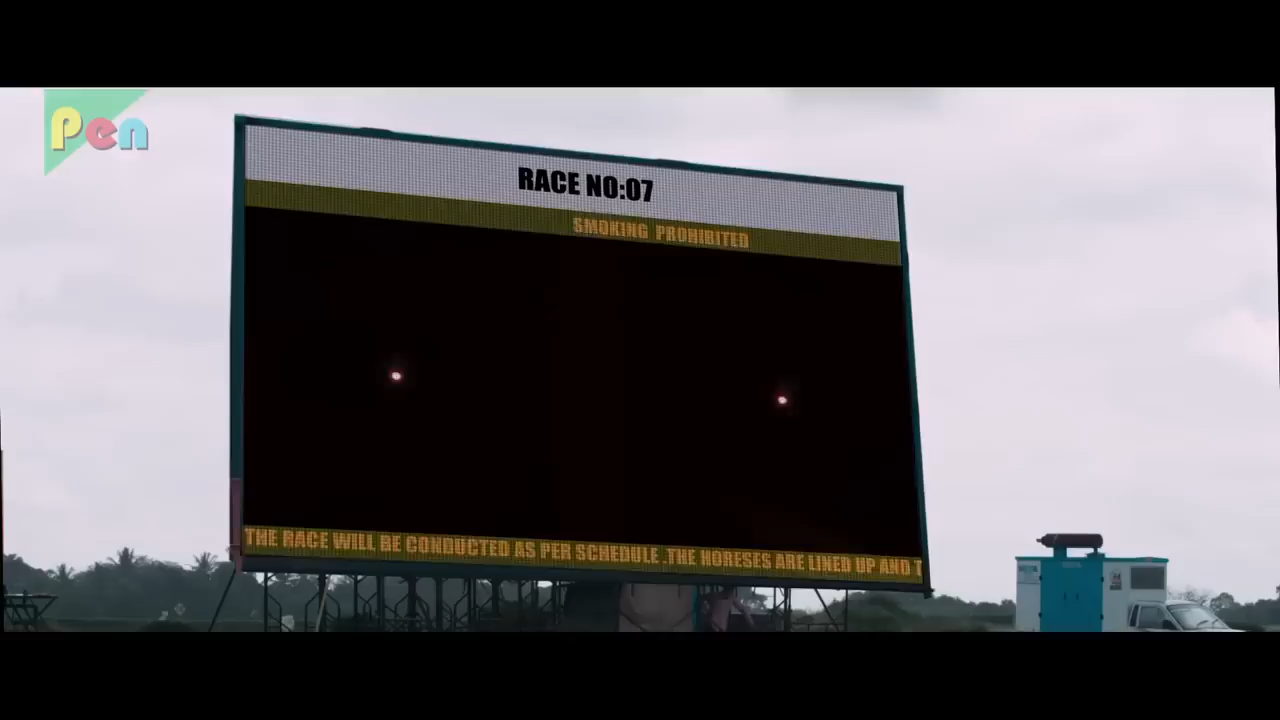 Pen
RACE NO:07
SMOKING PROHIBITED
THE RACE WILL BE CONDUCTED AS PER SCHEDULE .THE HORESES ARE LINED UP AND T